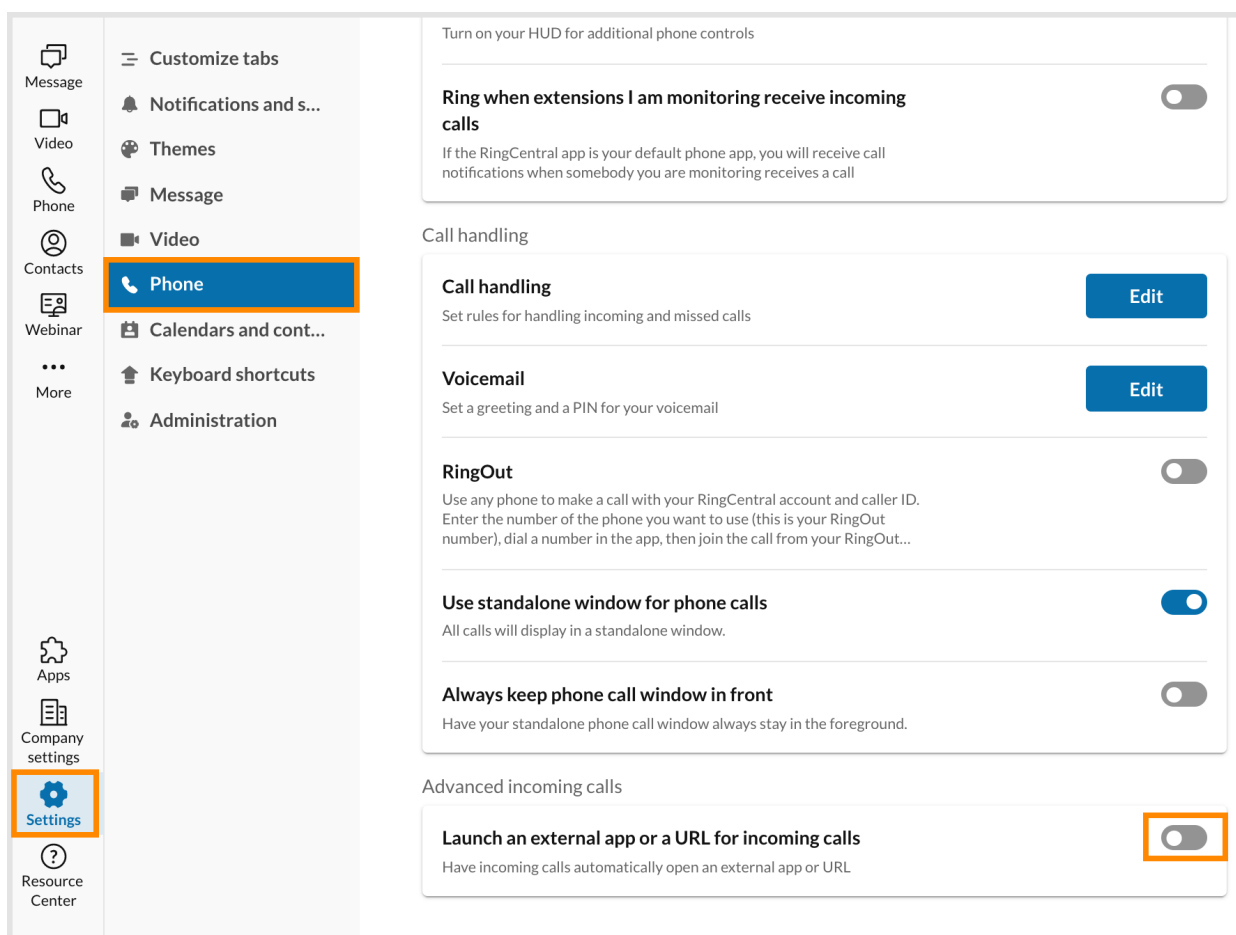 Message
Video
Phone
Contacts
Webinar
More
Apps
Company
settings
Settings
Resource
Center
Customize tabs
Notifications and s...
Themes
Message
Video
Phone
Calendars and cont...
Keyboard shortcuts
Administration
Turn on your HUD for additional phone controls
Ring when extensions I am monitoring receive incoming
calls
If the RingCentral app is your default phone app, you will receive call
notifications when somebody you are monitoring receives a call
Call handling
Call handling
Edit
Set rules for handling incoming and missed calls
Voicemail
Edit
Set a greeting and a PIN for your voicemail
RingOut
Use any phone to make a call with your RingCentral account and caller ID.
Enter the number of the phone you want to use (this is your RingOut
number), dial a number in the app, then join the call from your RingOut...
Use standalone window for phone calls
All calls will display in a standalone window.
Always keep phone call window in front
Have your standalone phone call window always stay in the foreground.
Advanced incoming calls
Launch an external app or a URL for incoming calls
Have incoming calls automatically open an external app or URL